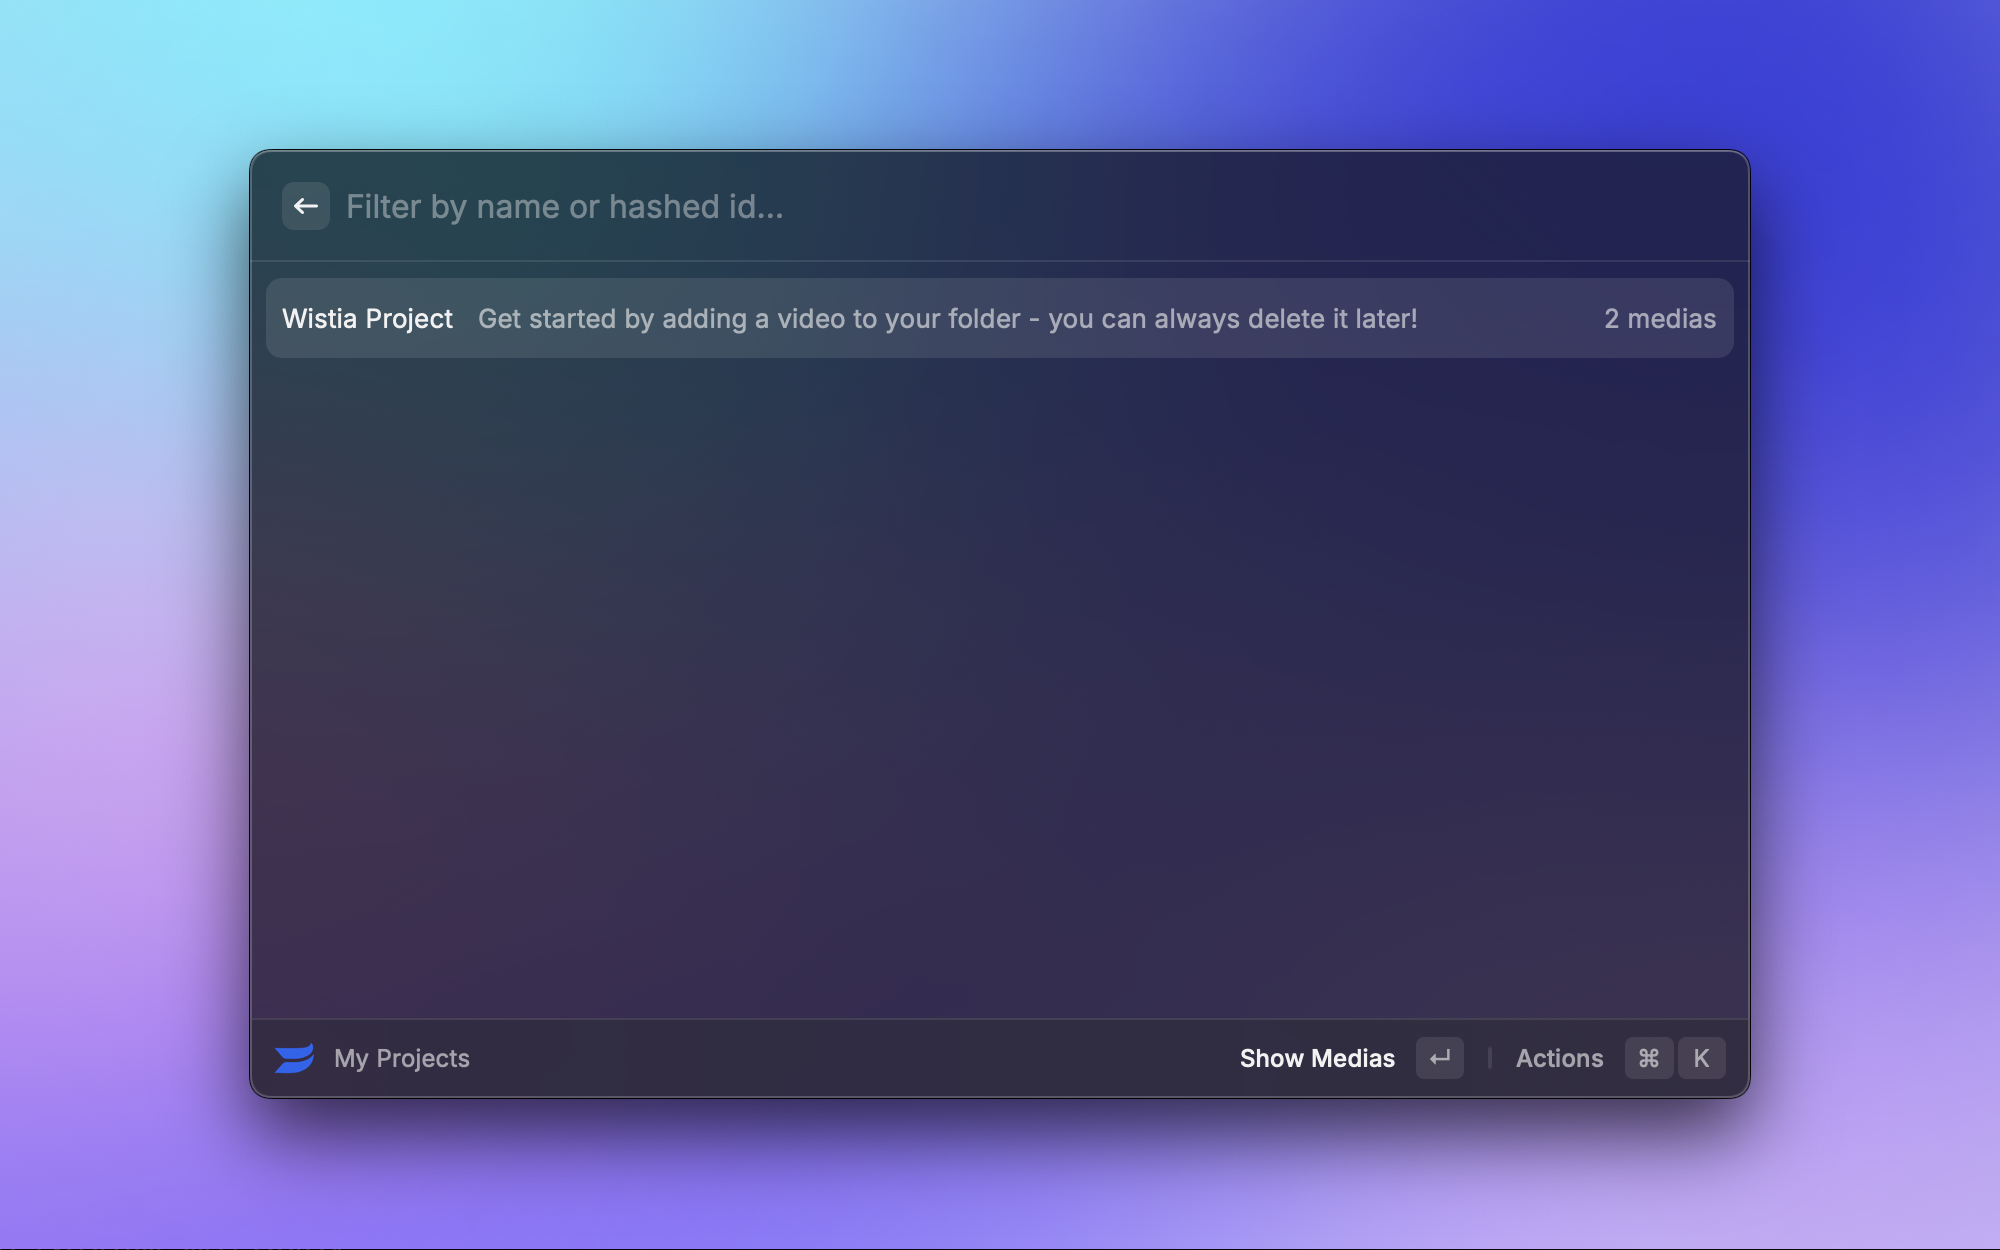 Filter by name or hashed id...
Wistia Project Get started by adding a video to your folder - you can always delete it later! 2 medias
My Projects Show Medias ↵ | Actions ⌘ K